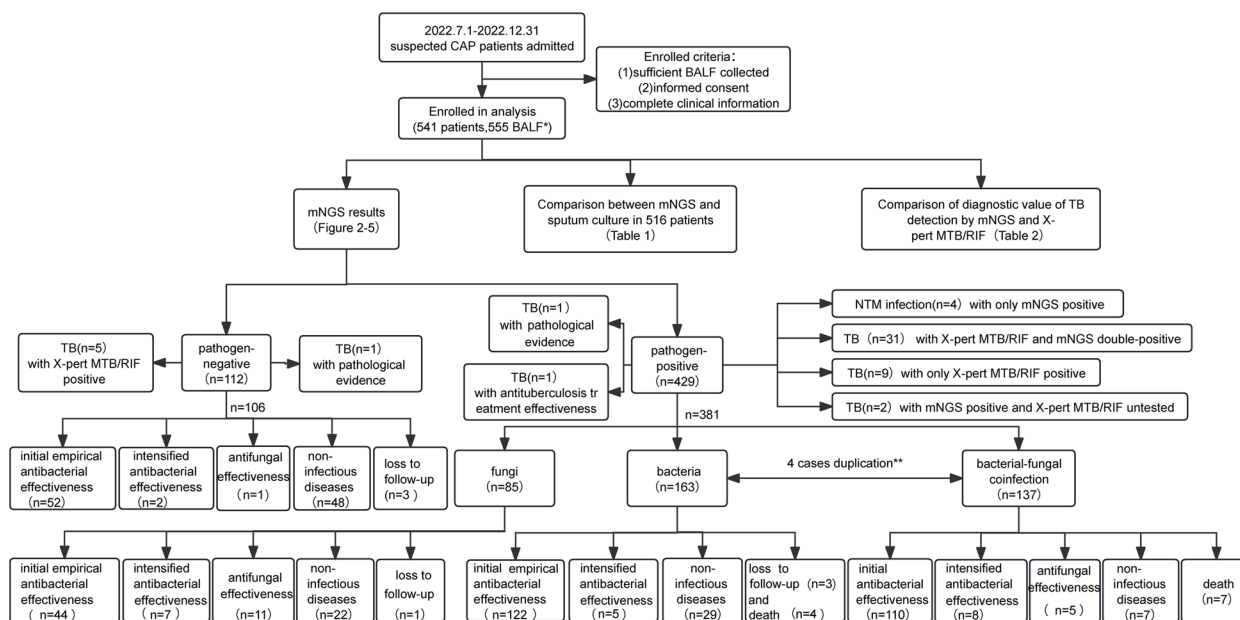 2022.7.1-2022.12.31
suspected CAP patients admitted
Enrolled criteria：
(1)sufficient BALF collected
(2)informed consent
(3)complete clinical information
Enrolled in analysis
(541 patients,555 BALF*)
mNGS results
（Figure 2-5）
Comparison between mNGS and
sputum culture in 516 patients
（Table 1）
Comparison of diagnostic value of TB
detection by mNGS and X-
pert MTB/RIF（Table 2）
TB(n=5)
with X-pert MTB/RIF
positive
pathogen-
negative
（n=112）
TB(n=1)
with pathological
evidence
TB(n=1）
with pathological
evidence
TB(n=1)
with antituberculosis tr
eatment effectiveness
pathogen-
positive
（n=429）
NTM infection(n=4）with only mNGS positive
TB（n=31）with X-pert MTB/RIF and mNGS double-positive
TB(n=9）with only X-pert MTB/RIF positive
TB(n=2）with mNGS positive and X-pert MTB/RIF untested
n=106
n=381
initial empirical
antibacterial
effectiveness
（n=52）
intensified
antibacterial
effectiveness
（n=2）
antifungal
effectiveness
（n=1）
non-
infectious
diseases
（n=48）
loss to
follow-up
（n=3 ）
fungi
（n=85）
bacteria
（n=163）
4 cases duplication**
bacterial-fungal
coinfection
（n=137）
initial empirical
antibacterial
effectiveness
（n=44）
intensified
antibacterial
effectiveness
（n=7）
antifungal
effectiveness
（n=11）
non-
infectious
diseases
（n=22）
loss to
follow-up
（n=1）
initial empirical
antibacterial
effectiveness
（n=122）
intensified
antibacterial
effectiveness
（n=5）
non-
infectious
diseases
（n=29）
loss to
follow-up（n=3)
and
death （n=4）
initial
antibacterial
effectiveness
（n=110）
intensified
antibacterial
effectiveness
（n=8）
antifungal
effectiveness
（n=5）
non-
infectious
diseases
（n=7）
death
（n=7）